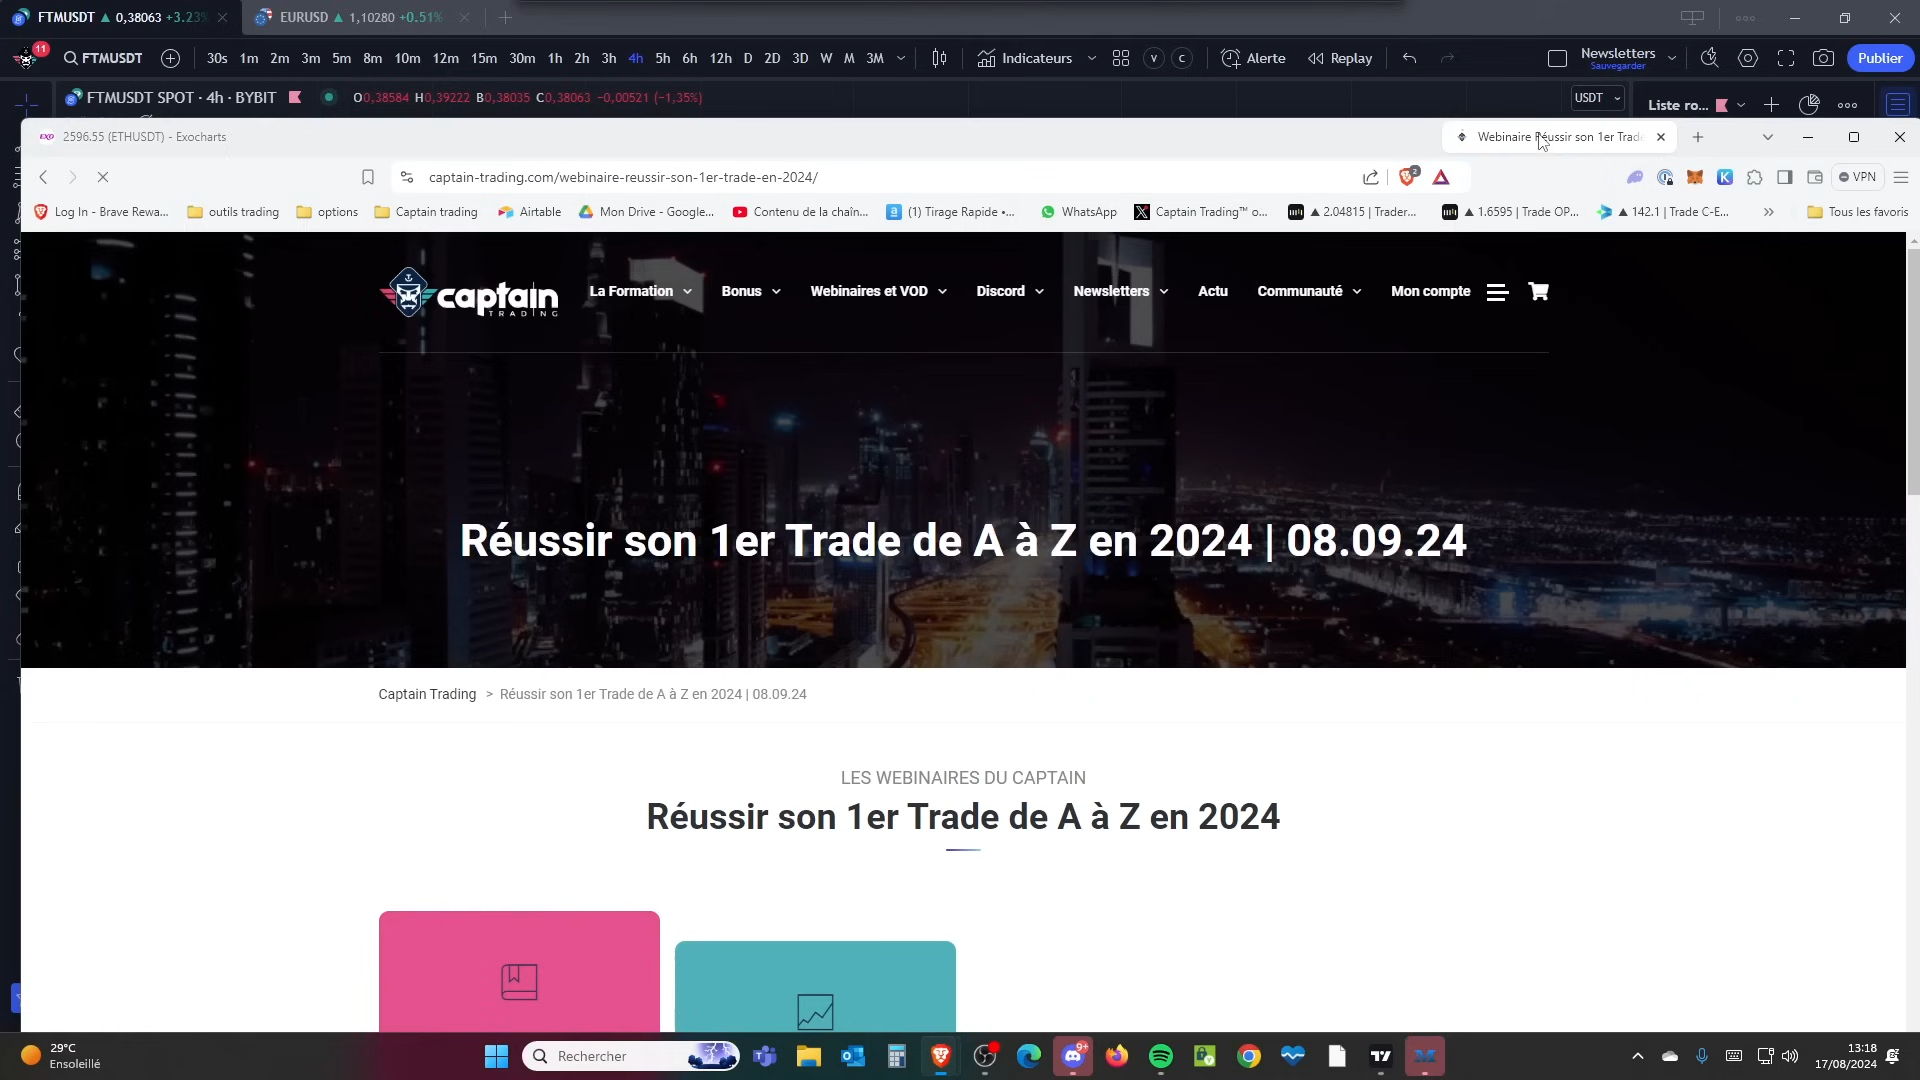 FTMUSDT ▲ 0,38063 +3.23%
EURUSD ▲ 1,10280 +0.51%
11
FTMUSDT
30s 1m 2m 3m 5m 8m 10m 12m 15m 30m 1h 2h 3h 4h 5h 6h 12h D 2D 3D W M 3M
Indicateurs
V C
Alerte
Replay
Newsletters
Sauvegarder
Publier
FTMUSDT SPOT · 4h · BYBIT
O0,38584 H0,39222 B0,38035 C0,38063 −0,00521 (−1,35%)
USDT
Liste ro...
2596.55 (ETHUSDT) - Exocharts
Webinaire Réussir son 1er Trade
captain-trading.com/webinaire-reussir-son-1er-trade-en-2024/
2
VPN
Log In - Brave Rewa...
outils trading
options
Captain trading
Airtable
Mon Drive - Google...
Contenu de la chaîn...
(1) Tirage Rapide •...
WhatsApp
Captain Trading™ o...
▲ 2.04815 | Trader...
▲ 1.6595 | Trade OP...
▲ 142.1 | Trade C-E...
Tous les favoris
captain
TRADING
La Formation
Bonus
Webinaires et VOD
Discord
Newsletters
Actu
Communauté
Mon compte
Réussir son 1er Trade de A à Z en 2024 | 08.09.24
Captain Trading > Réussir son 1er Trade de A à Z en 2024 | 08.09.24
LES WEBINAIRES DU CAPTAIN
Réussir son 1er Trade de A à Z en 2024
29°C
Ensoleillé
Rechercher
9+
13:18
17/08/2024